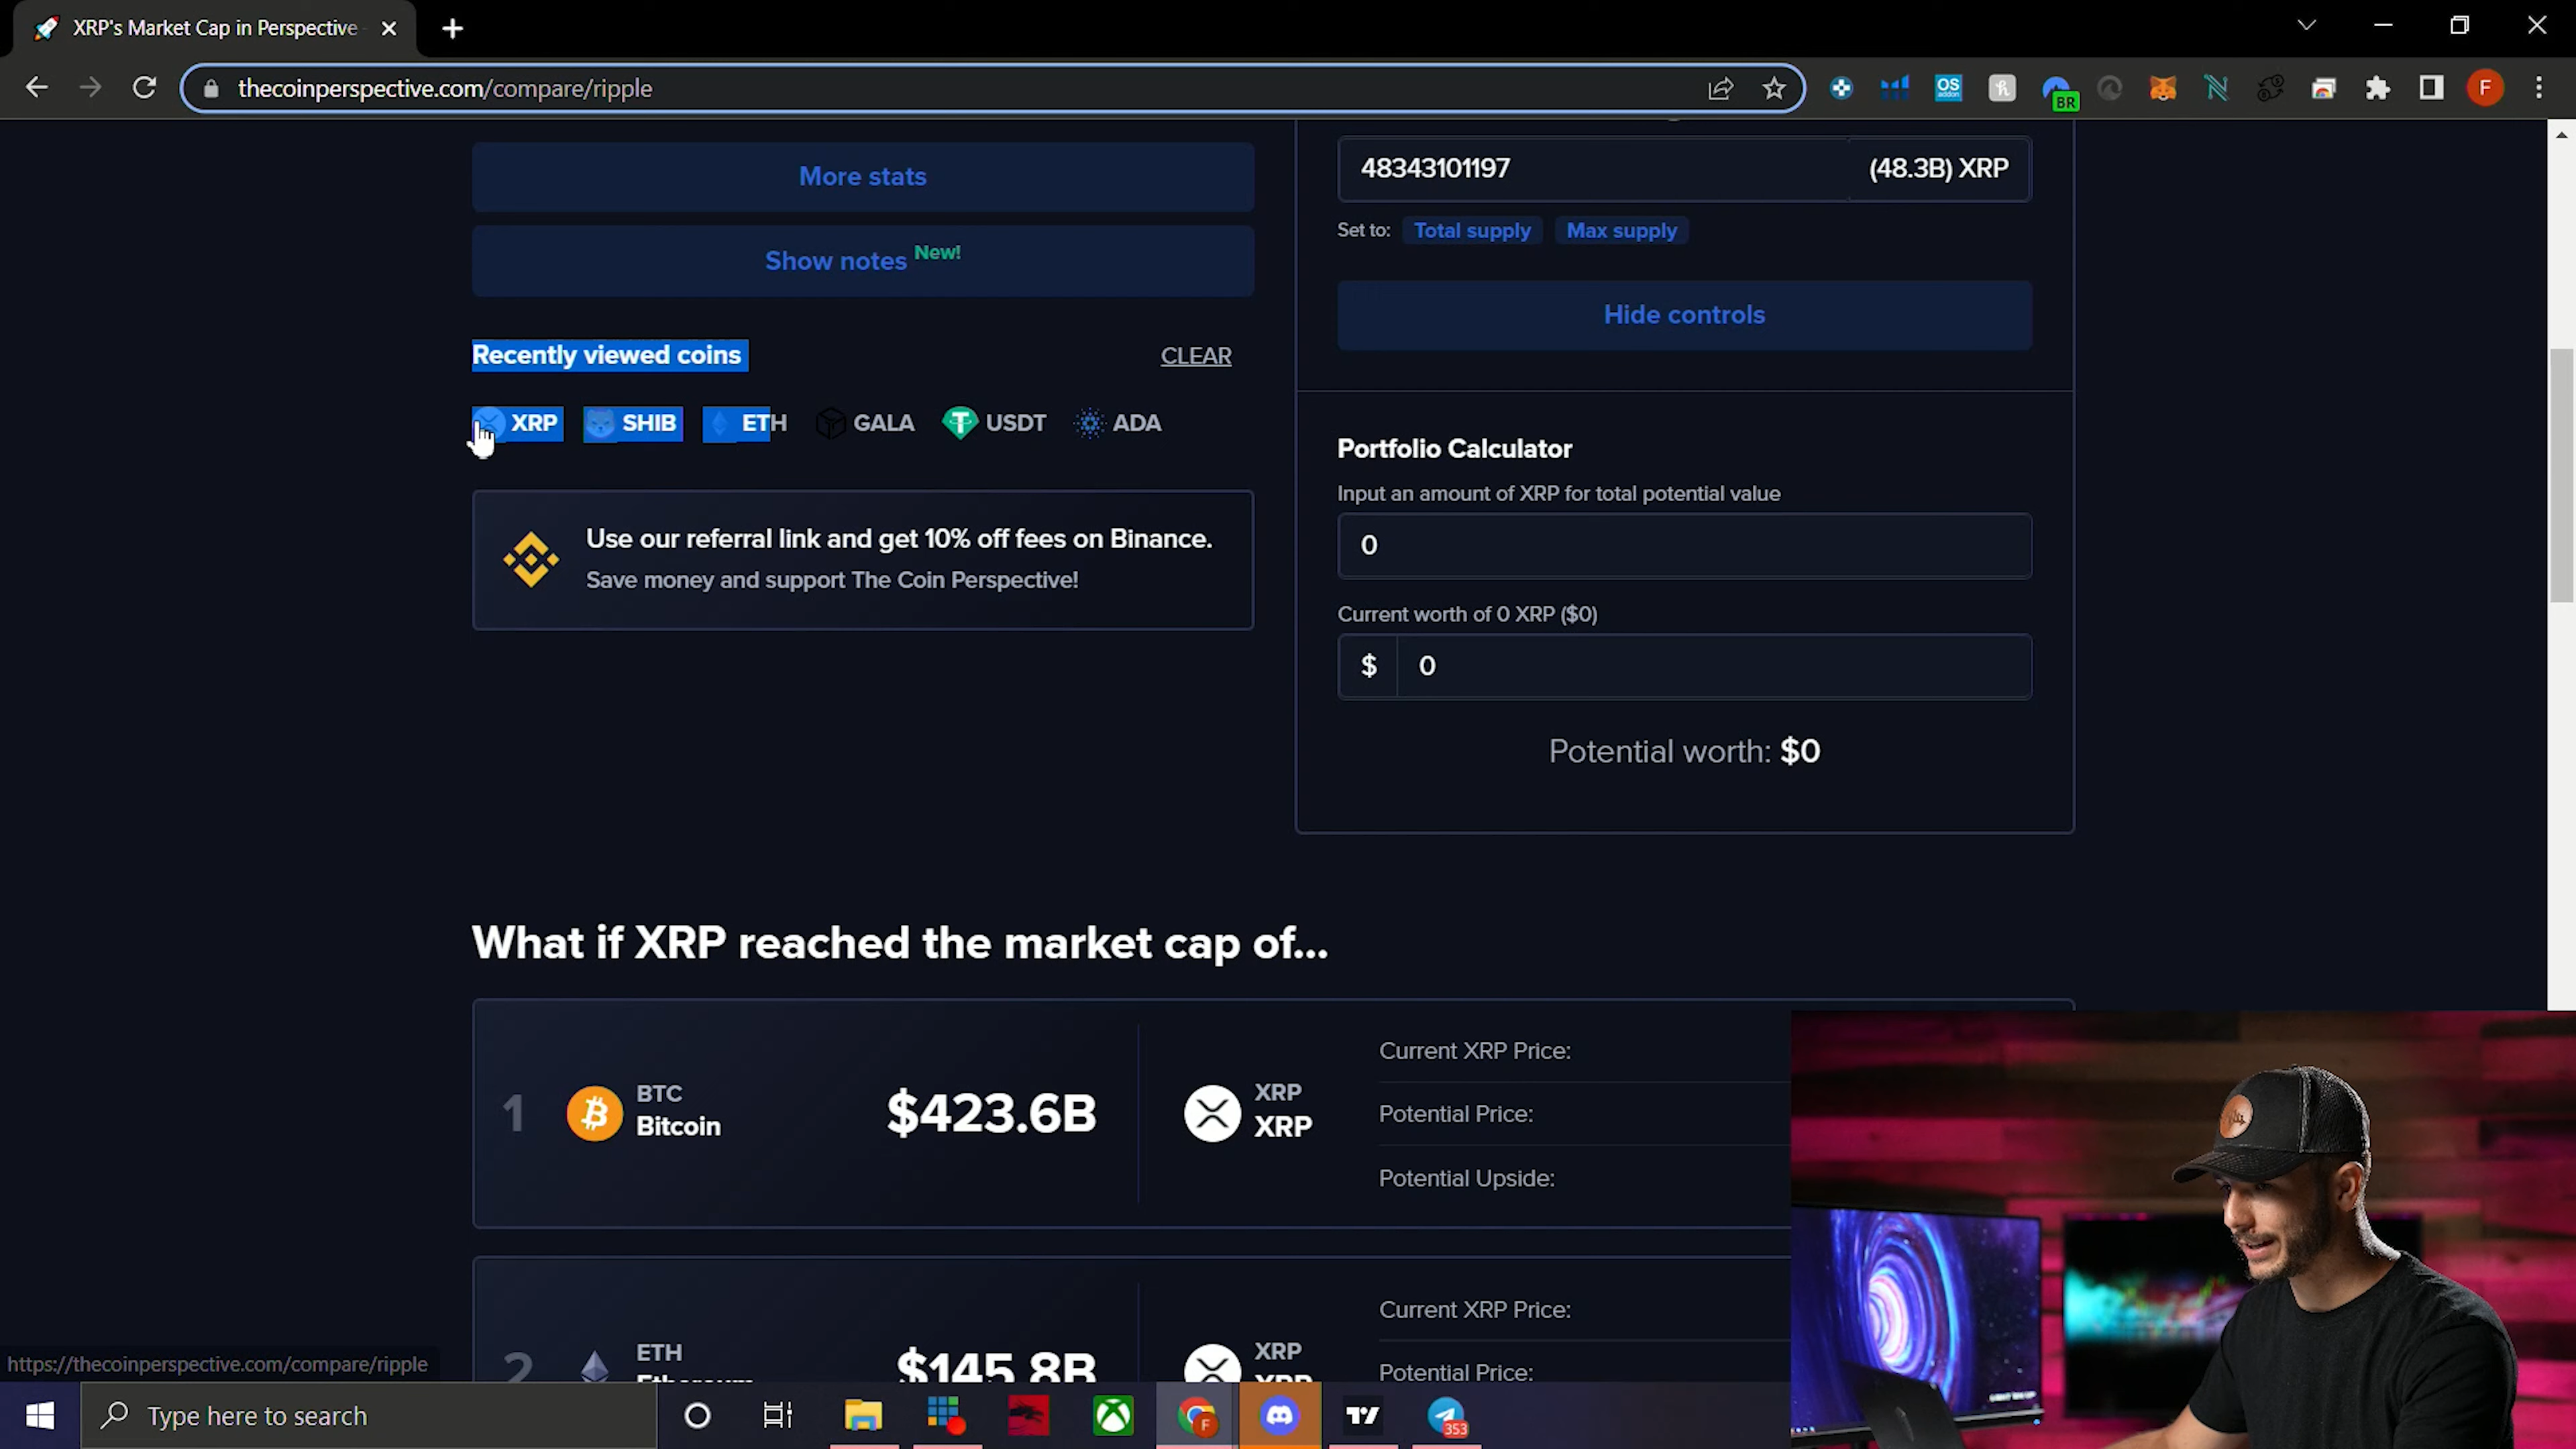 XRP's Market Cap in Perspective
thecoinperspective.com/compare/ripple
OS
addon
BR
F
More stats
Show notes New!
Recently viewed coins
CLEAR
XRP SHIB ETH GALA USDT ADA
Use our referral link and get 10% off fees on Binance.
Save money and support The Coin Perspective!
48343101197 (48.3B) XRP
Set to: Total supply Max supply
Hide controls
Portfolio Calculator
Input an amount of XRP for total potential value
0
Current worth of 0 XRP ($0)
$ 0
Potential worth: $0
What if XRP reached the market cap of...
1
BTC
Bitcoin
$423.6B
XRP
XRP
Current XRP Price:
Potential Price:
Potential Upside:
2
ETH
Ethereum
$145.8B
XRP
XRP
Current XRP Price:
Potential Price:
https://thecoinperspective.com/compare/ripple
Type here to search
F
353